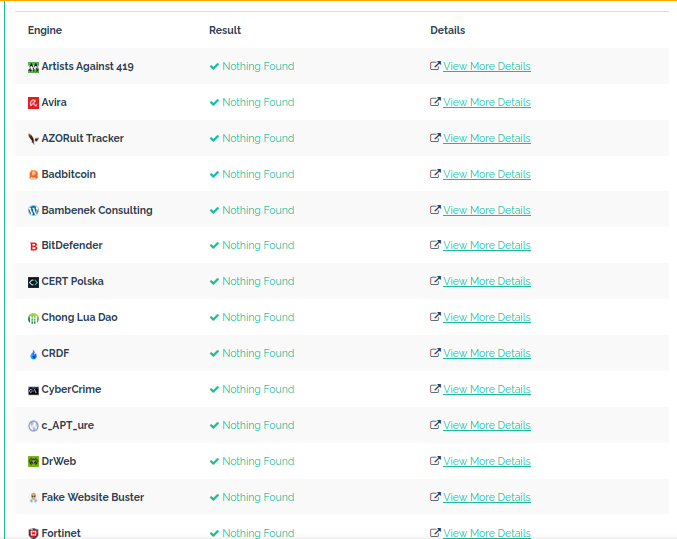 Engine Result Details
Artists Against 419 Nothing Found View More Details
Avira Nothing Found View More Details
AZORult Tracker Nothing Found View More Details
Badbitcoin Nothing Found View More Details
Bambenek Consulting Nothing Found View More Details
BitDefender Nothing Found View More Details
CERT Polska Nothing Found View More Details
Chong Lua Dao Nothing Found View More Details
CRDF Nothing Found View More Details
CyberCrime Nothing Found View More Details
c_APT_ure Nothing Found View More Details
DrWeb Nothing Found View More Details
Fake Website Buster Nothing Found View More Details
Fortinet Nothing Found View More Details